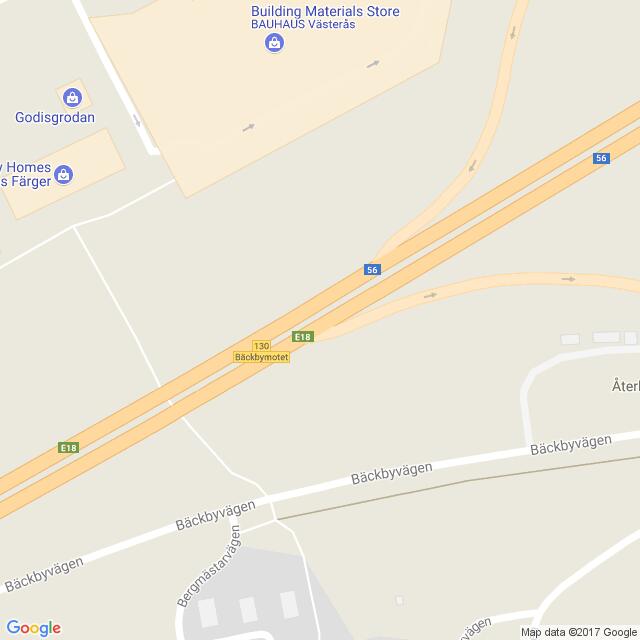 Building Materials Store
BAUHAUS Västerås
Godisgrodan
56
Homes
Färger
56
E18
130
Bäckbymotet
Bäckbyvägen
E18
Bäckbyvägen
Bäckbyvägen
Bergmästarvägen
Bäckbyvägen
Google
Map data ©2017 Google